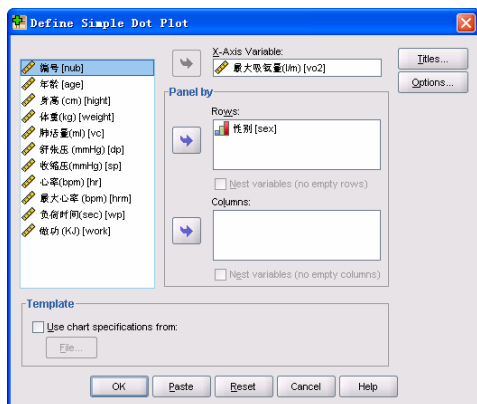 Define Simple Dot Plot
编号 [nub]
年龄 [age]
身高 (cm) [hight]
体重(kg) [weight]
肺活量(ml) [vc]
舒张压 (mmHg) [dp]
收缩压(mmHg) [sp]
心率(bpm) [hr]
最大心率 (bpm) [hrm]
负荷时间(sec) [wp]
做功 (KJ) [work]
X-Axis Variable:
最大吸氧量(l/m) [vo2]
Titles...
Options...
Panel by
Rows:
性别 [sex]
Nest variables (no empty rows)
Columns:
Nest variables (no empty columns)
Template
Use chart specifications from:
File...
OK
Paste
Reset
Cancel
Help